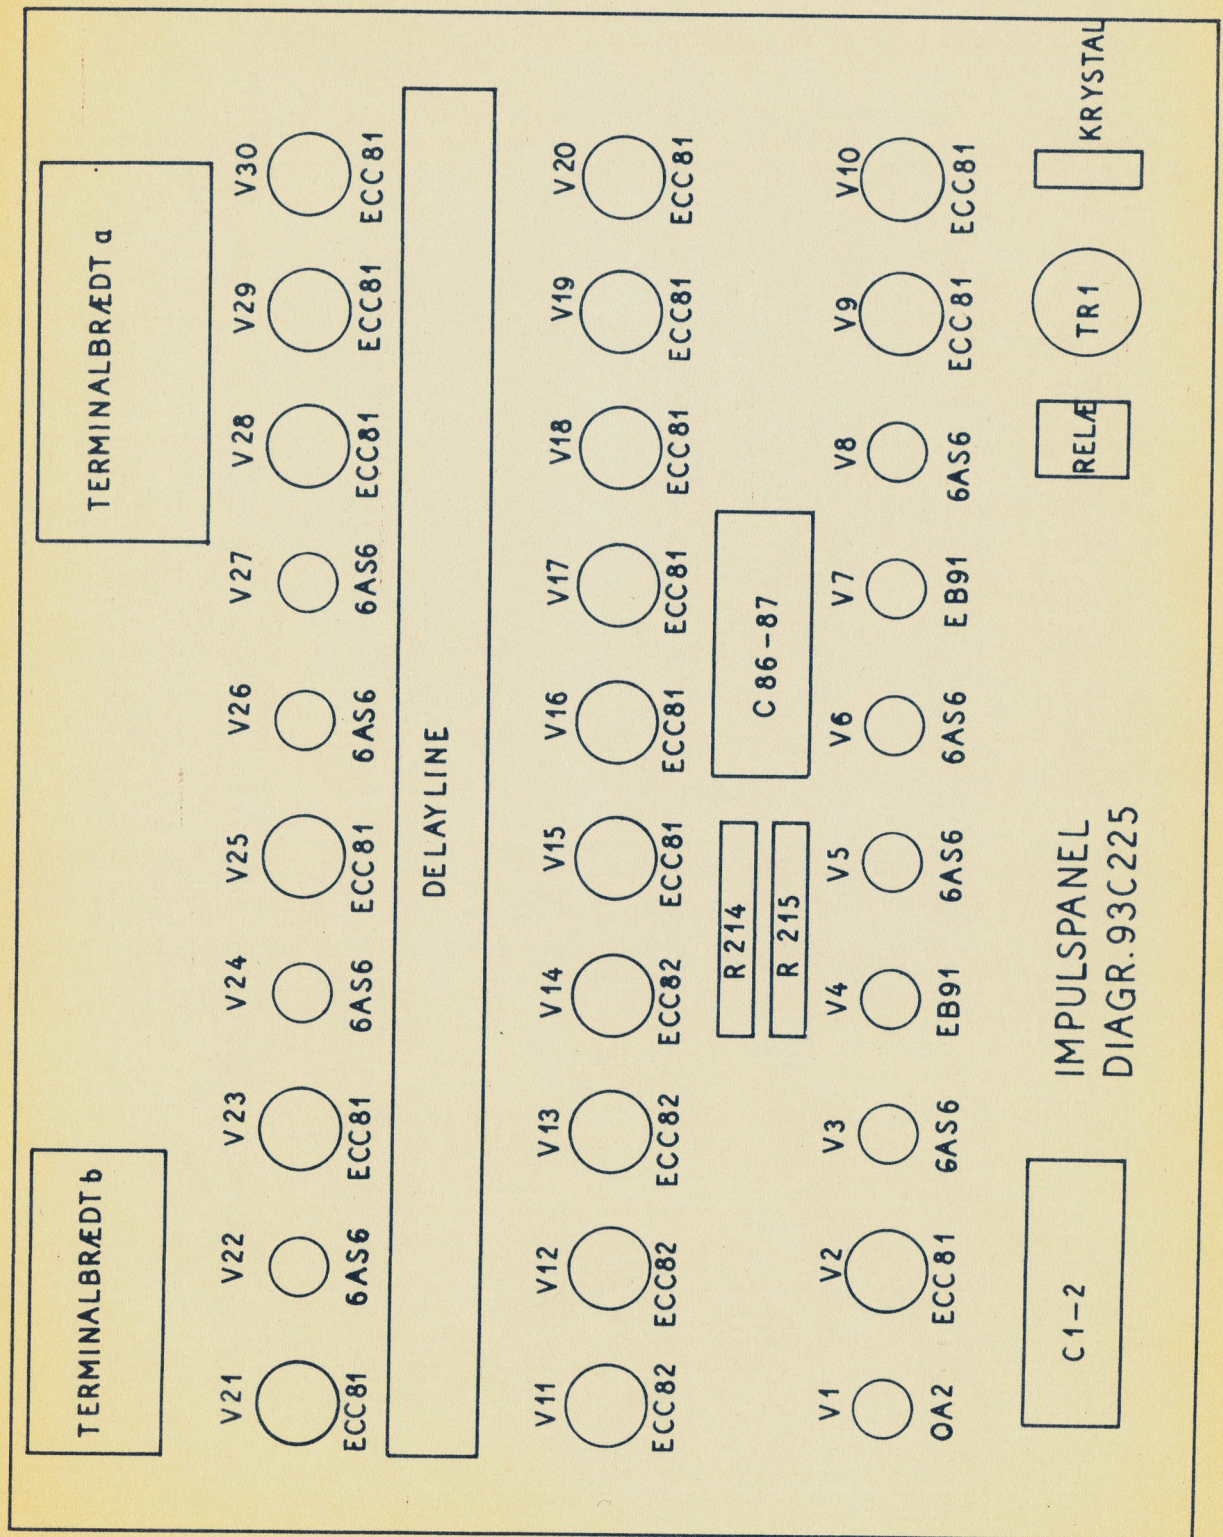 TERMINALBRÆDT b
TERMINALBRÆDT a
V21 V22 V23 V24 V25 V26 V27 V28 V29 V30
ECC81 6AS6 ECC81 6AS6 ECC81 6AS6 6AS6 ECC81 ECC81 ECC81
DELAYLINE
V11 V12 V13 V14 V15 V16 V17 V18 V19 V20
ECC82 ECC82 ECC82 ECC82 ECC81 ECC81 ECC81 ECC81 ECC81 ECC81
R 214
R 215
C 86-87
V1 V2 V3 V4 V5 V6 V7 V8 V9 V10
OA2 ECC81 6AS6 EB91 6AS6 6AS6 EB91 6AS6 ECC81 ECC81
C1-2
IMPULSPANEL
DIAGR.93C225
RELÆ
TR1
KRYSTAL